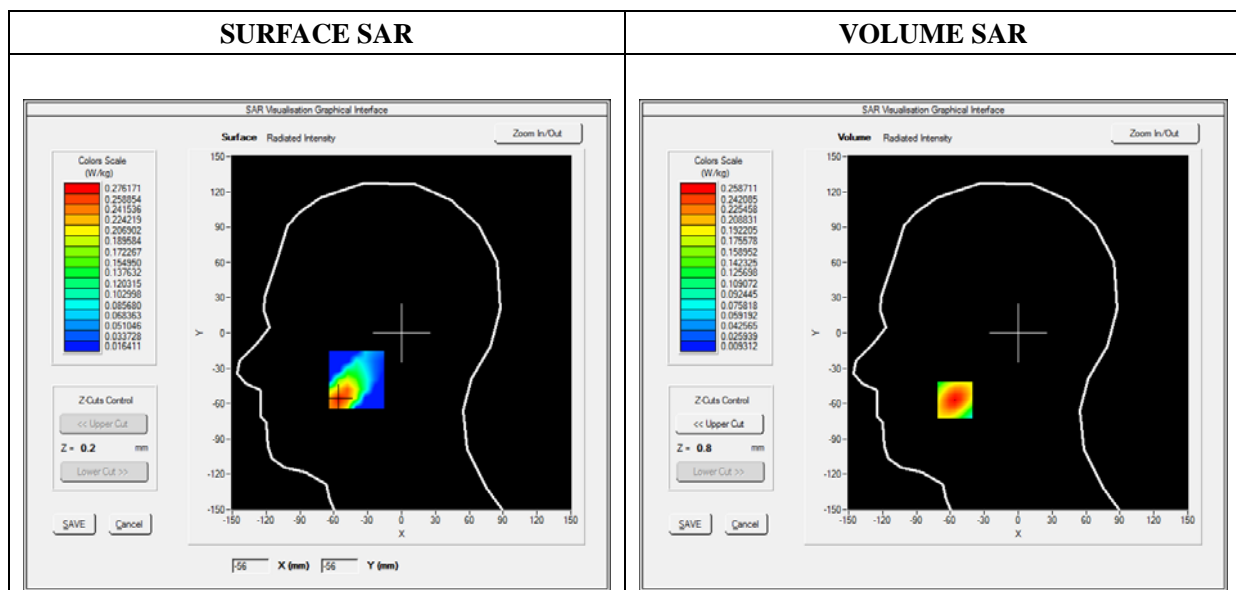 SURFACE SAR
VOLUME SAR
SAR Visualisation Graphical Interface
Surface Radiated Intensity
Zoom In/Out
Colors Scale
(W/kg)
0.276171
0.258854
0.241536
0.224219
0.206902
0.189584
0.172267
0.154950
0.137632
0.120315
0.102998
0.085680
0.068363
0.051046
0.033728
0.016411
Z-Cuts Control
<< Upper Cut
Z = 0.2 mm
Lower Cut >>
SAVE Cancel
150
120
90
60
30
0
-30
-60
-90
-120
-150
Y
-150 -120 -90 -60 -30 0 30 60 90 120 150
X
-56 X (mm) -56 Y (mm)
SAR Visualisation Graphical Interface
Volume Radiated Intensity
Zoom In/Out
Colors Scale
(W/kg)
0.258711
0.242085
0.225458
0.208831
0.192205
0.175578
0.158952
0.142325
0.125698
0.109072
0.092445
0.075818
0.059192
0.042565
0.025939
0.009312
Z-Cuts Control
<< Upper Cut
Z = 0.8 mm
Lower Cut >>
SAVE Cancel
150
120
90
60
30
0
-30
-60
-90
-120
-150
Y
-150 -120 -90 -60 -30 0 30 60 90 120 150
X